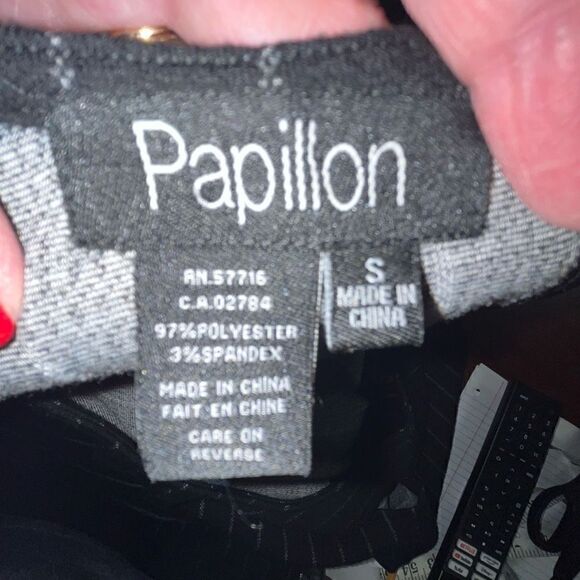 Papillon
RN.57716
C.A.02784
97%POLYESTER
3%SPANDEX
MADE IN CHINA
FAIT EN CHINE
CARE ON
REVERSE
S
MADE IN
CHINA